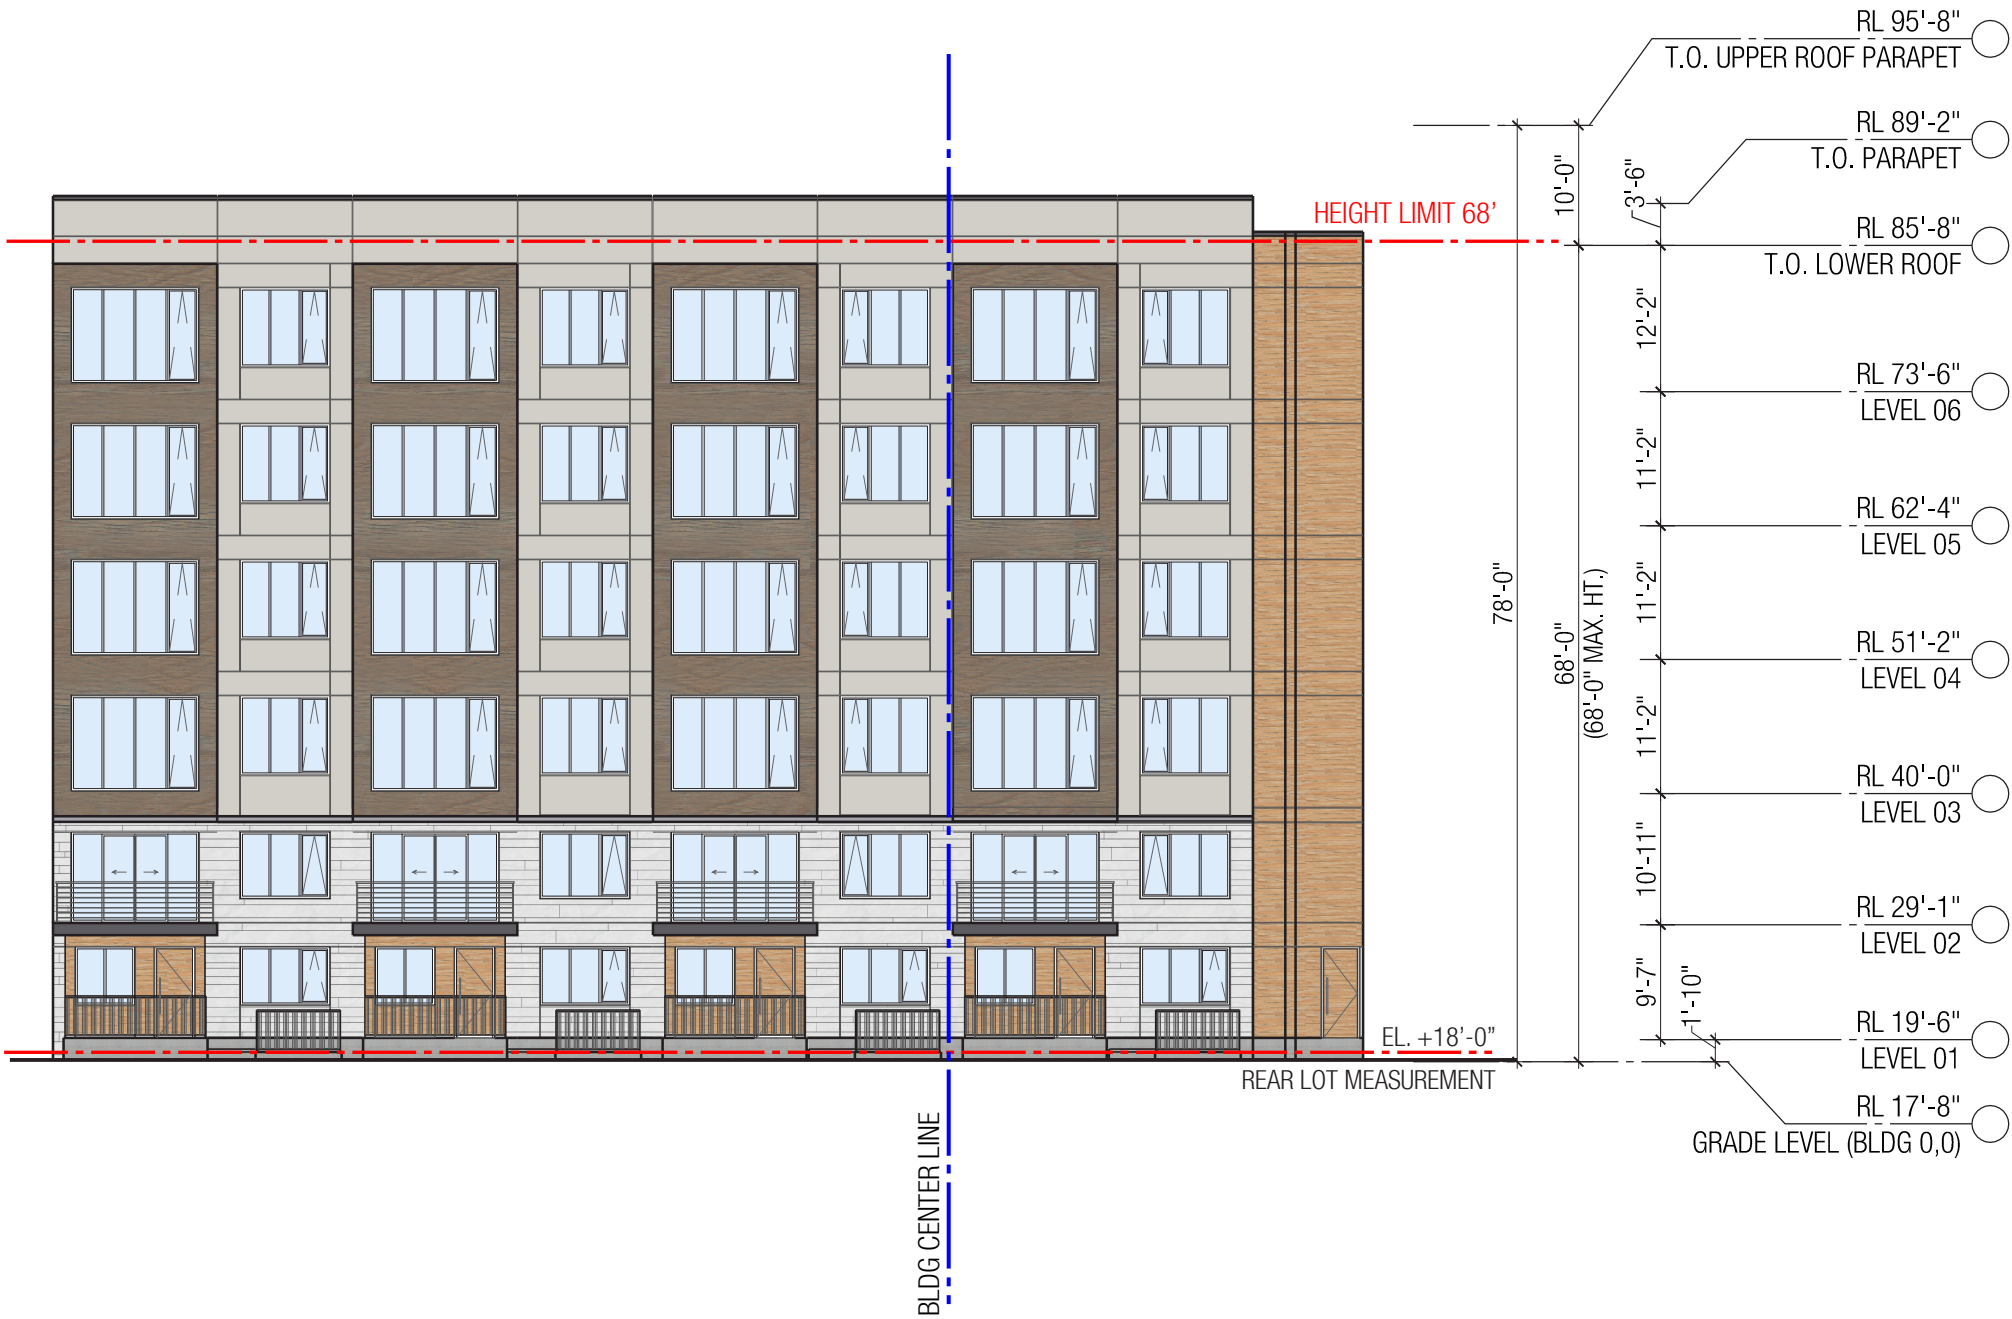 RL 95'-8"
T.O. UPPER ROOF PARAPET
RL 89'-2"
T.O. PARAPET
10'-0"
3'-6"
HEIGHT LIMIT 68'
RL 85'-8"
T.O. LOWER ROOF
12'-2"
RL 73'-6"
LEVEL 06
11'-2"
RL 62'-4"
LEVEL 05
78'-0"
68'-0"
(68'-0" MAX. HT.)
11'-2"
RL 51'-2"
LEVEL 04
11'-2"
RL 40'-0"
LEVEL 03
10'-11"
RL 29'-1"
LEVEL 02
9'-7"
1'-10"
EL. +18'-0”
RL 19'-6"
LEVEL 01
REAR LOT MEASUREMENT
RL 17'-8"
GRADE LEVEL (BLDG 0,0)
BLDG CENTER LINE